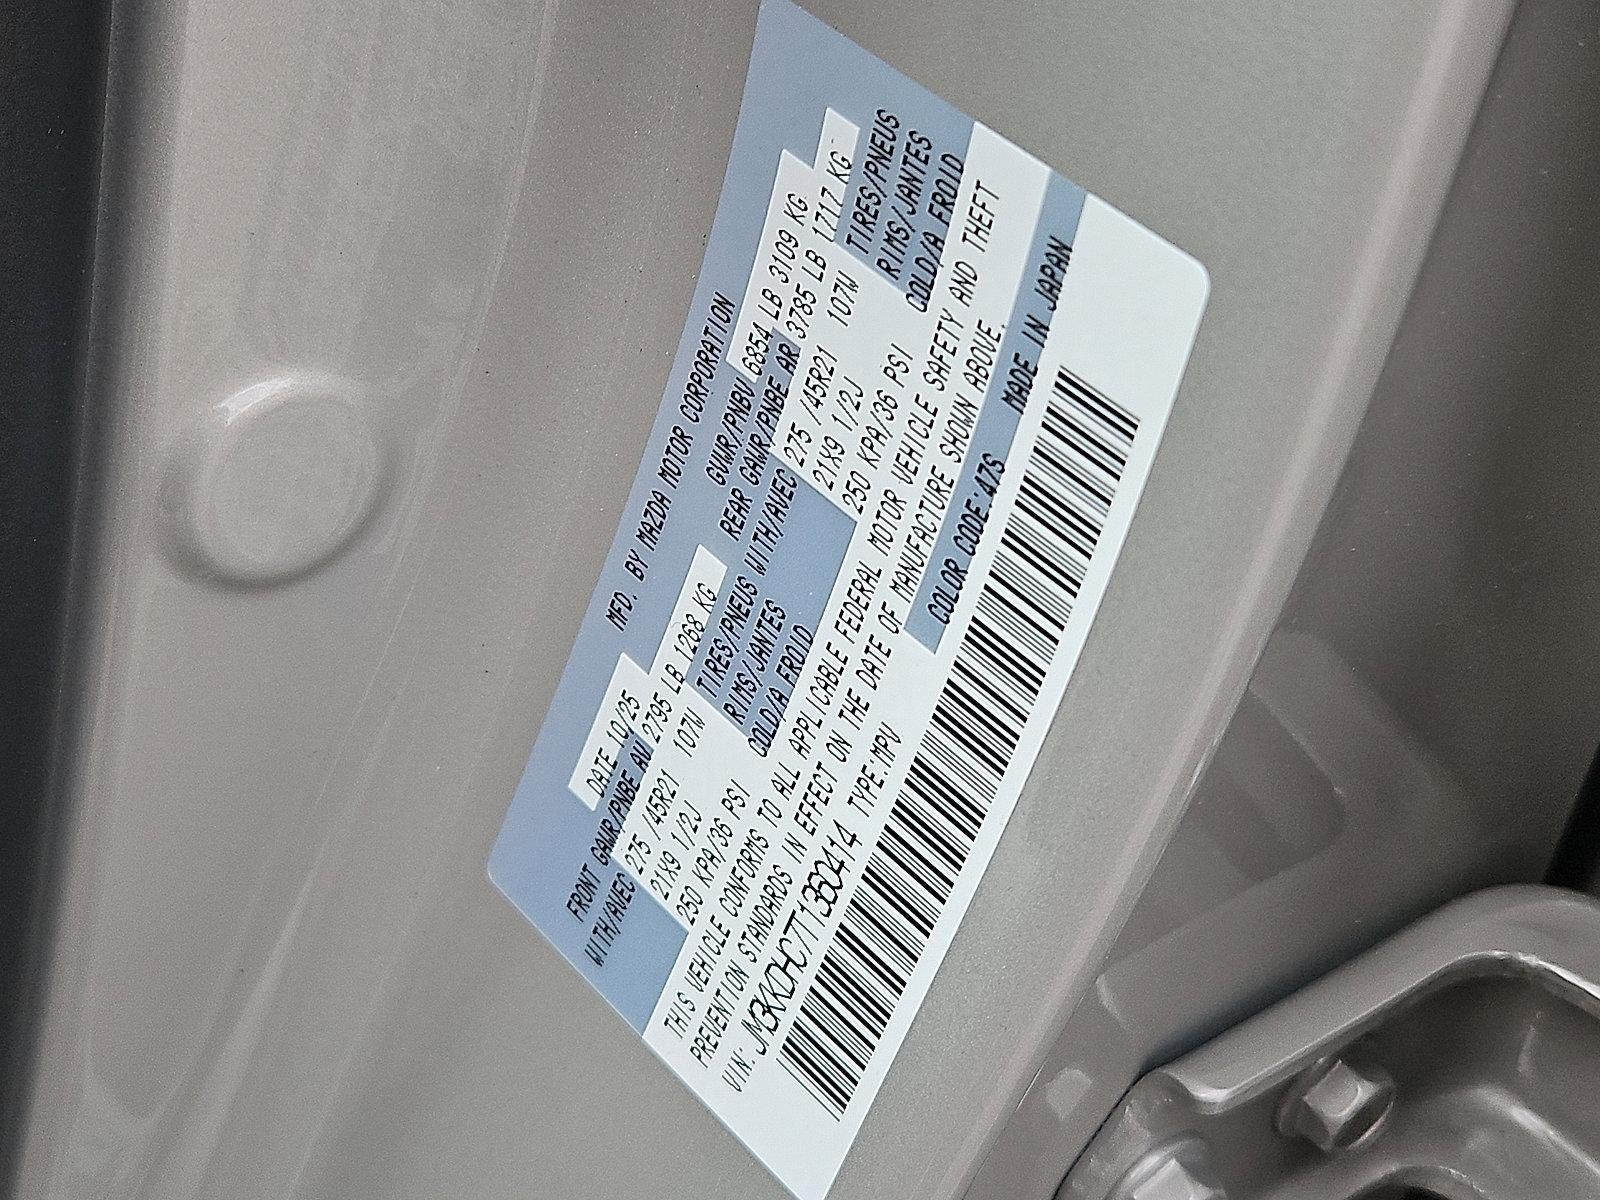 MFD. BY MAZDA MOTOR CORPORATION
DATE 10/25 GVWR/PNBV 6854 LB 3109 KG
FRONT GAWR/PNBE AV 2795 LB 1268 KG REAR GAWR/PNBE AR 3785 LB 1717 KG
WITH/AVEC 275 /45R21 107W TIRES/PNEUS WITH/AVEC 275 /45R21 107W TIRES/PNEUS
21X9 1/2J RIMS/JANTES 21X9 1/2J RIMS/JANTES
250 KPA/36 PSI COLD/A FROID 250 KPA/36 PSI COLD/A FROID
THIS VEHICLE CONFORMS TO ALL APPLICABLE FEDERAL MOTOR VEHICLE SAFETY AND THEFT
PREVENTION STANDARDS IN EFFECT ON THE DATE OF MANUFACTURE SHOWN ABOVE.
VIN: JM3KKDHC7T1360414 TYPE:MPV COLOR CODE:47S MADE IN JAPAN